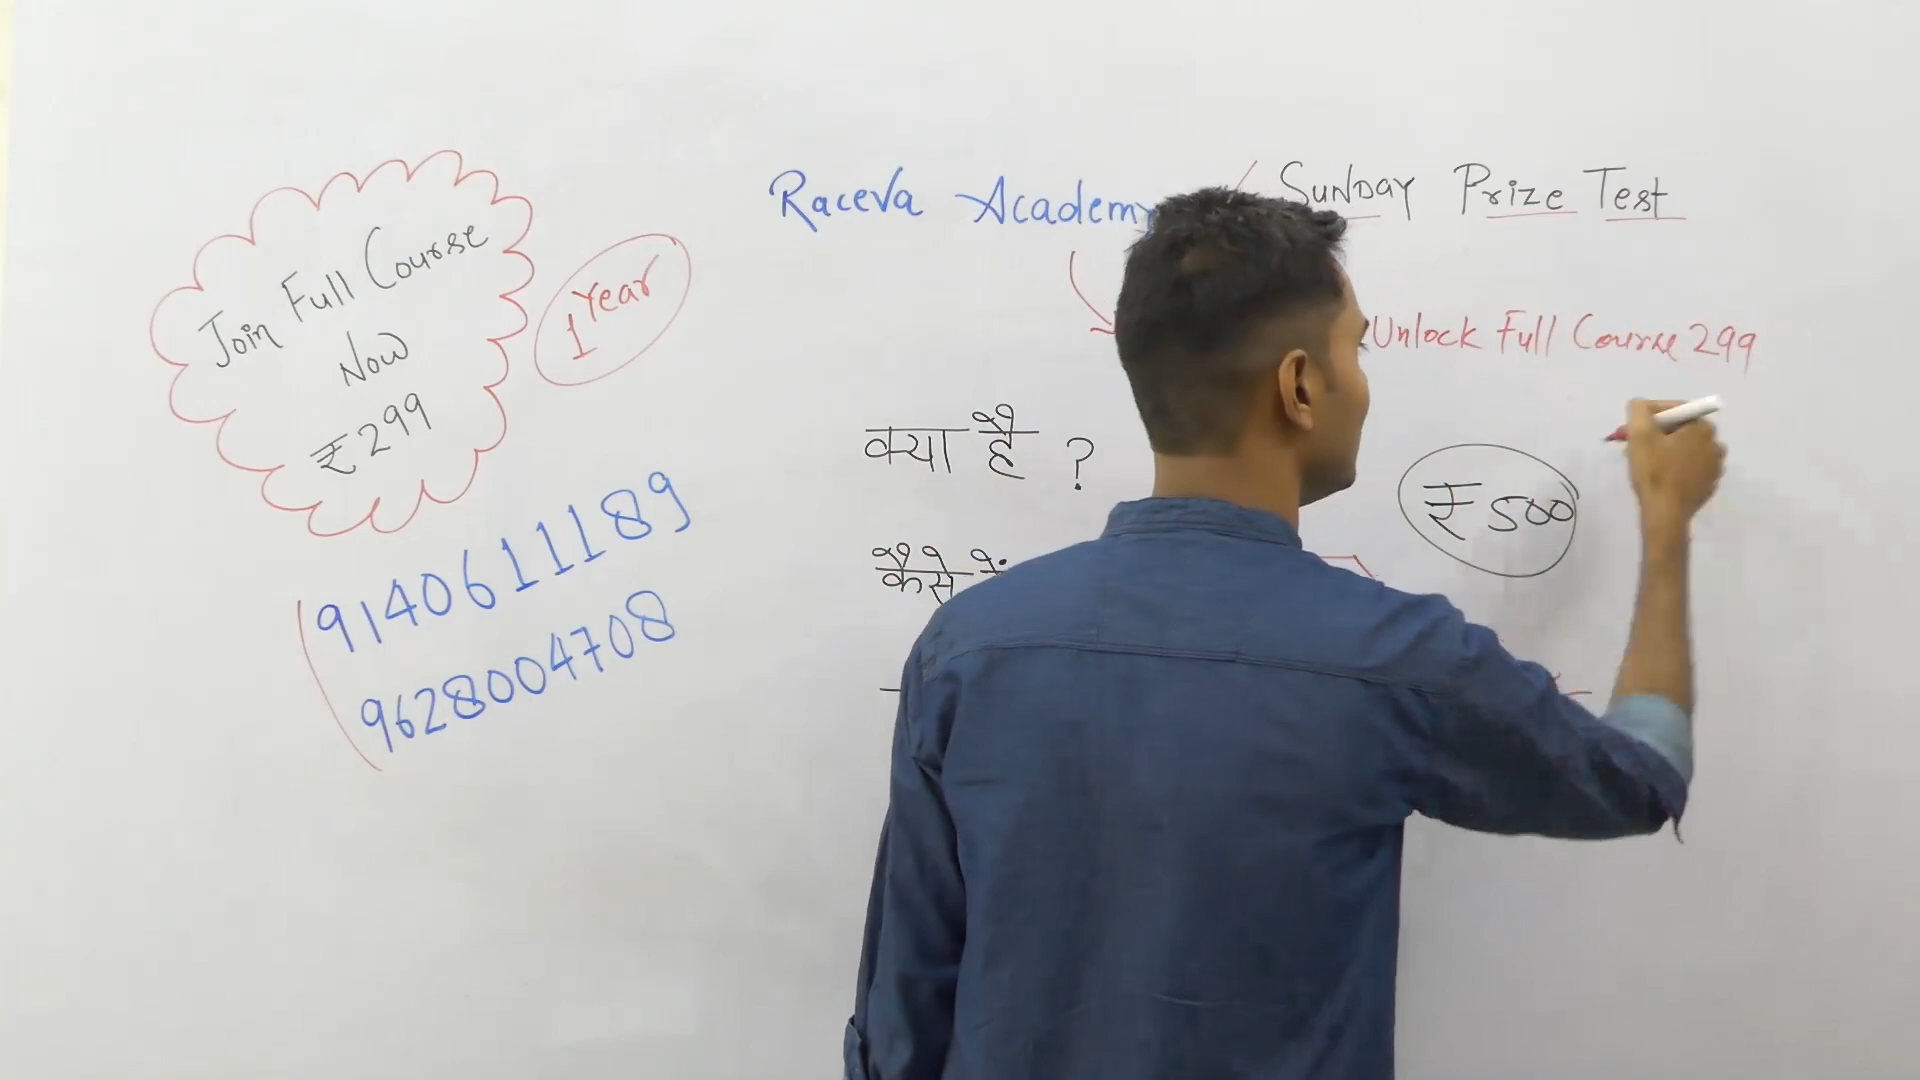 Join Full Course
Now
₹299
1 Year
9140611189
9628004708
Raceva Academy
Sunday Prize Test
Unlock Full Course 299
क्या है ?
₹500
कैसे